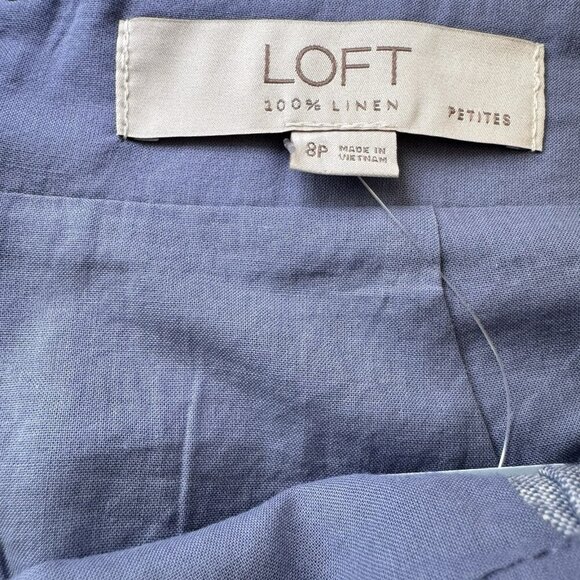 LOFT
100% LINEN
PETITES
8P
MADE IN
VIETNAM